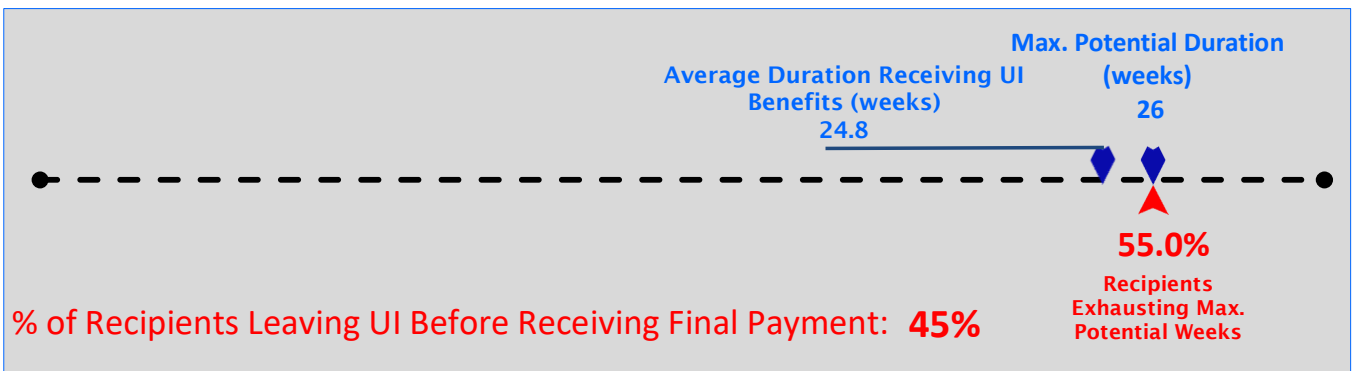 Max. Potential Duration
(weeks)
26
Average Duration Receiving UI
Benefits (weeks)
24.8
55.0%
Recipients
Exhausting Max.
Potential Weeks
% of Recipients Leaving UI Before Receiving Final Payment: 45%